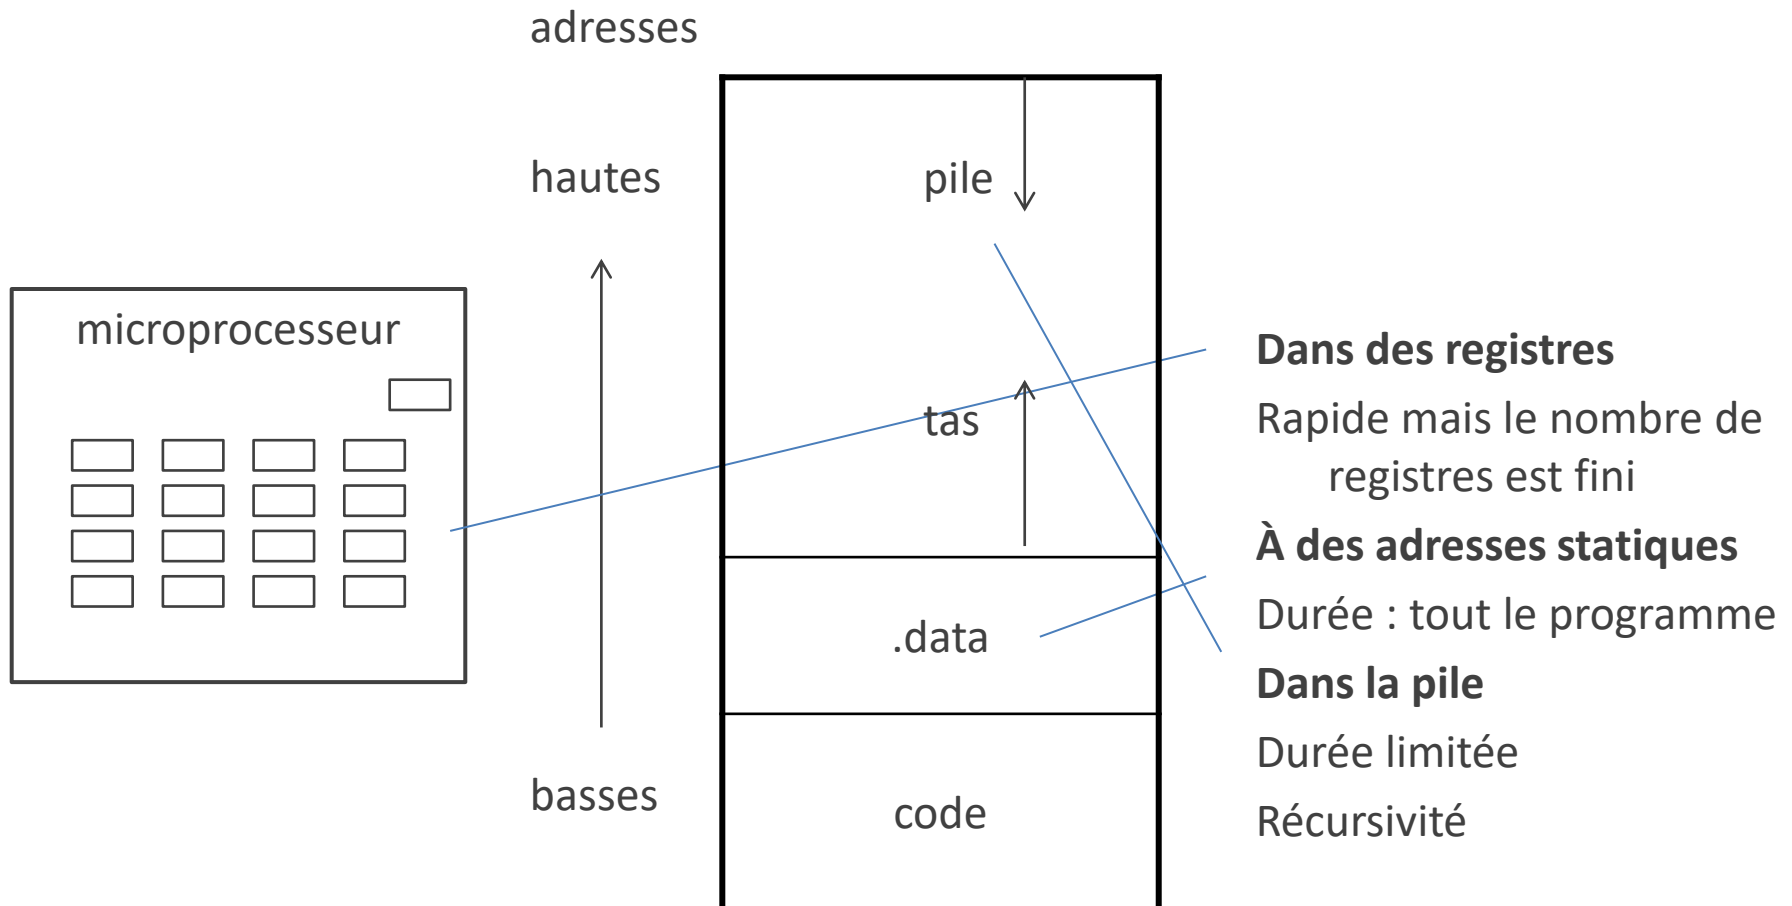 adresses
hautes
pile
microprocesseur
Dans des registres
tas
Rapide mais le nombre de
registres est fini
À des adresses statiques
Durée : tout le programme
.data
Dans la pile
Durée limitée
basses
code
Récursivité